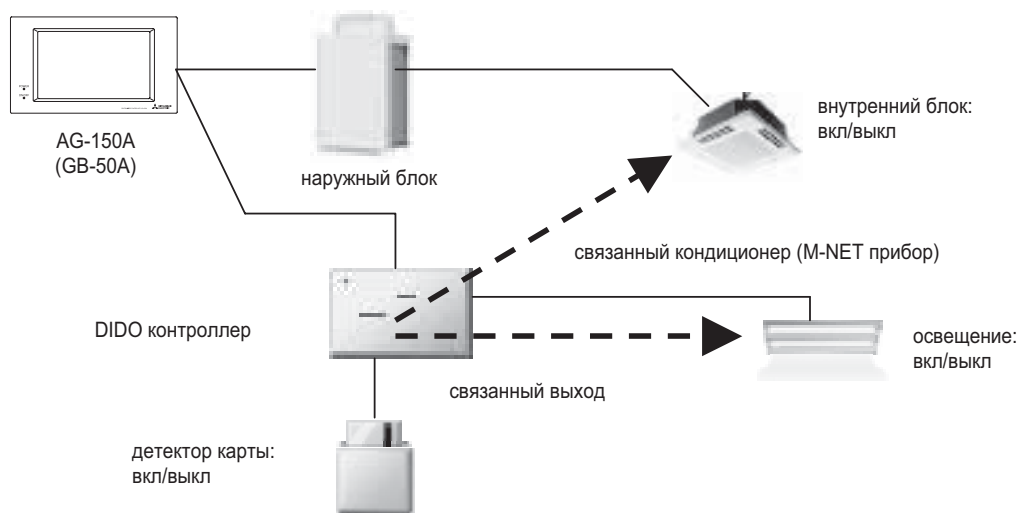 AG-150A
(GB-50A)
наружный блок
внутренний блок:
вкл/выкл
связанный кондиционер (M-NET прибор)
DIDO контроллер
освещение:
вкл/выкл
связанный выход
детектор карты:
вкл/выкл